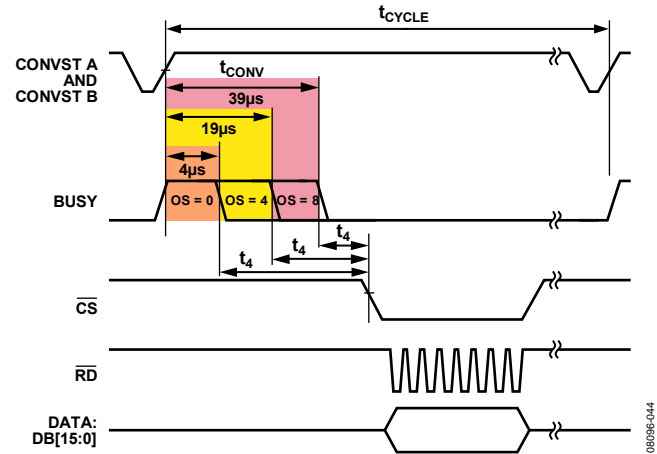 tCYCLE
CONVST A
AND
CONVST B
tCONV
39µs
19µs
4µs
BUSY
OS = 0
OS = 4
OS = 8
t4
t4
t4
CS
RD
DATA:
DB[15:0]
08096-044